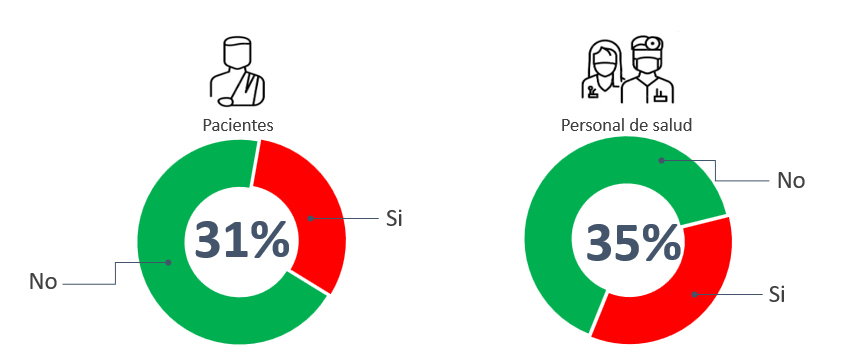 Pacientes
31%
Si
No
Personal de salud
No
35%
Si